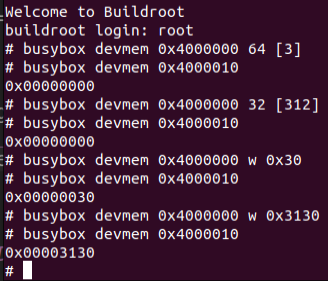 Welcome to Buildroot
buildroot login: root
# busybox devmem 0x4000000 64 [3]
# busybox devmem 0x4000010
0x00000000
# busybox devmem 0x4000000 32 [312]
# busybox devmem 0x4000010
0x00000000
# busybox devmem 0x4000000 w 0x30
# busybox devmem 0x4000010
0x00000030
# busybox devmem 0x4000000 w 0x3130
# busybox devmem 0x4000010
0x00003130
#